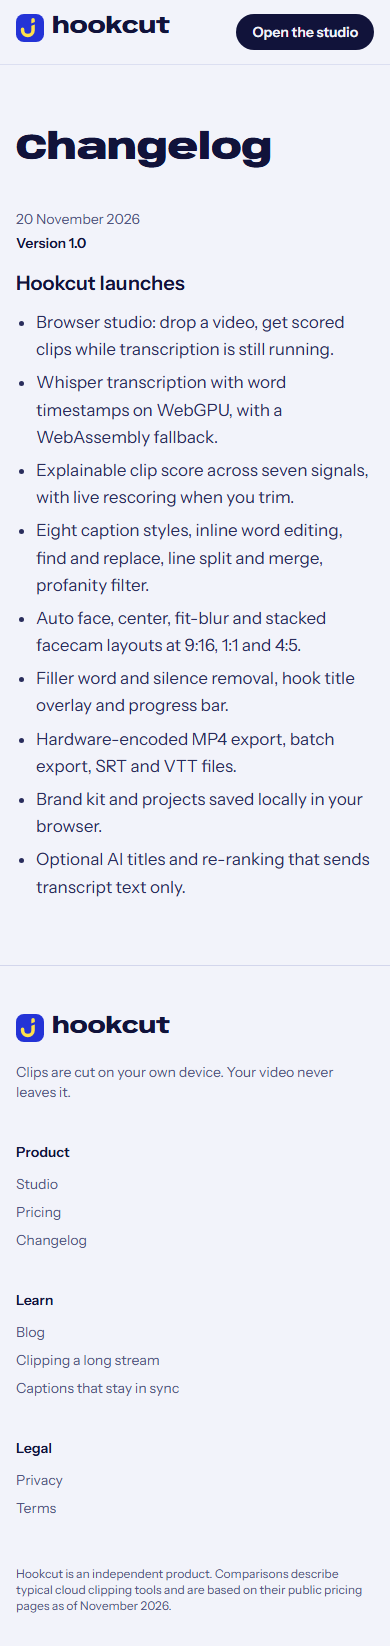 hookcut
Open the studio
Changelog
20 November 2026
Version 1.0
Hookcut launches
• Browser studio: drop a video, get scored
clips while transcription is still running.
• Whisper transcription with word
timestamps on WebGPU, with a
WebAssembly fallback.
• Explainable clip score across seven signals,
with live rescoring when you trim.
• Eight caption styles, inline word editing,
find and replace, line split and merge,
profanity filter.
• Auto face, center, fit-blur and stacked
facecam layouts at 9:16, 1:1 and 4:5.
• Filler word and silence removal, hook title
overlay and progress bar.
• Hardware-encoded MP4 export, batch
export, SRT and VTT files.
• Brand kit and projects saved locally in your
browser.
• Optional AI titles and re-ranking that sends
transcript text only.
hookcut
Clips are cut on your own device. Your video never
leaves it.
Product
Studio
Pricing
Changelog
Learn
Blog
Clipping a long stream
Captions that stay in sync
Legal
Privacy
Terms
Hookcut is an independent product. Comparisons describe
typical cloud clipping tools and are based on their public pricing
pages as of November 2026.